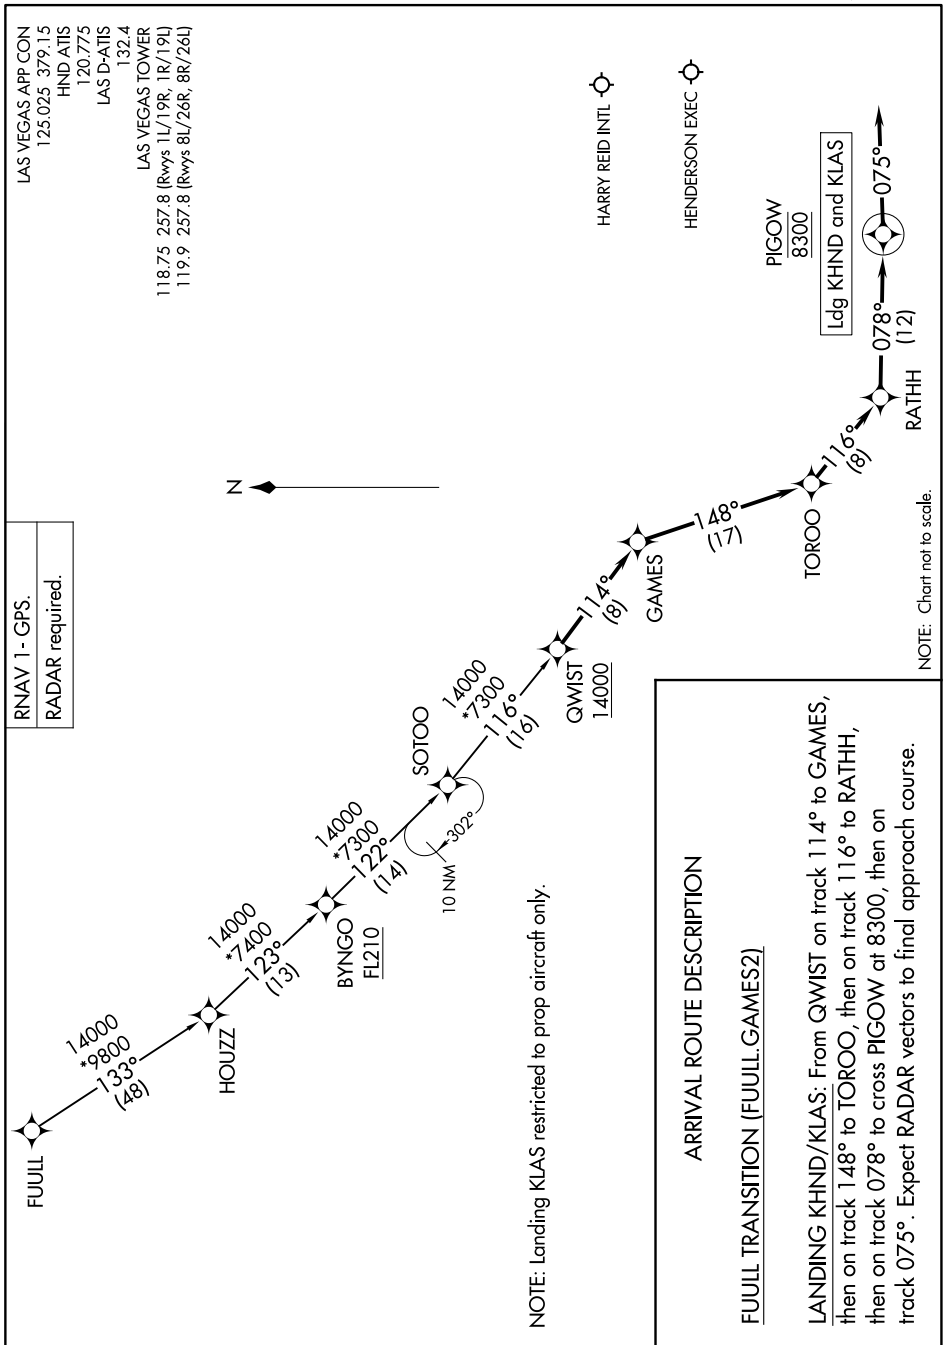 RNAV 1 - GPS.
RADAR required.
LAS VEGAS APP CON
125.025 379.15
HND ATIS
120.775
LAS D-ATIS
132.4
LAS VEGAS TOWER
118.75 257.8 (Rwys 1L/19R, 1R/19L)
119.9 257.8 (Rwys 8L/26R, 8R/26L)
N
FUULL
14000
*9800
133°
(48)
HOUZZ
14000
*7400
123°
(13)
BYNGO
FL210
14000
*7300
122°
(14)
SOTOO
302°
10 NM
14000
*7300
116°
(16)
QWIST
14000
114°
(8)
GAMES
148°
(17)
TOROO
116°
(8)
RATHH
078°
(12)
PIGOW
8300
Ldg KHND and KLAS
075°
HARRY REID INTL
HENDERSON EXEC
NOTE: Landing KLAS restricted to prop aircraft only.
NOTE: Chart not to scale.
ARRIVAL ROUTE DESCRIPTION
FUULL TRANSITION (FUULL.GAMES2)
LANDING KHND/KLAS: From QWIST on track 114° to GAMES,
then on track 148° to TOROO, then on track 116° to RATHH,
then on track 078° to cross PIGOW at 8300, then on
track 075°. Expect RADAR vectors to final approach course.